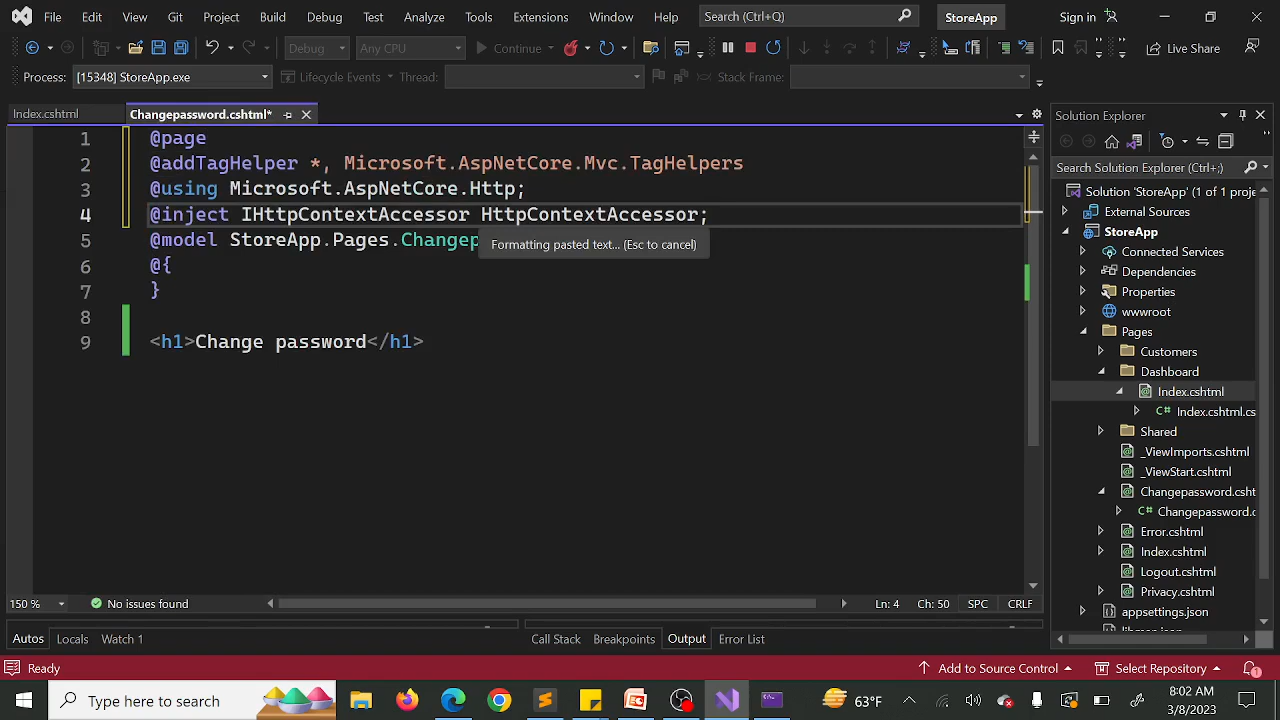 File Edit View Git Project Build Debug Test Analyze Tools Extensions Window Help Search (Ctrl+Q) StoreApp Sign in
Debug Any CPU Continue Live Share
Process: [15348] StoreApp.exe Lifecycle Events Thread: Stack Frame:
Index.cshtml Changepassword.cshtml*
1 @page
2 @addTagHelper *, Microsoft.AspNetCore.Mvc.TagHelpers
3 @using Microsoft.AspNetCore.Http;
4 @inject IHttpContextAccessor HttpContextAccessor;
5 @model StoreApp.Pages.Changep
Formatting pasted text... (Esc to cancel)
6 @{
7 }
8
9 <h1>Change password</h1>
150 % No issues found Ln: 4 Ch: 50 SPC CRLF
Autos Locals Watch 1 Call Stack Breakpoints Output Error List
Solution Explorer
Search Solution Explorer (Ctrl+;)
Solution 'StoreApp' (1 of 1 proje
External Sources
StoreApp
Connected Services
Dependencies
Properties
wwwroot
Pages
Customers
Dashboard
Index.cshtml
C# Index.cshtml.cs
Shared
_ViewImports.cshtml
_ViewStart.cshtml
Changepassword.csht
C# Changepassword.c
Error.cshtml
Index.cshtml
Logout.cshtml
Privacy.cshtml
appsettings.json
Ready Add to Source Control Select Repository 1
Type here to search 63°F 8:02 AM
3/8/2023